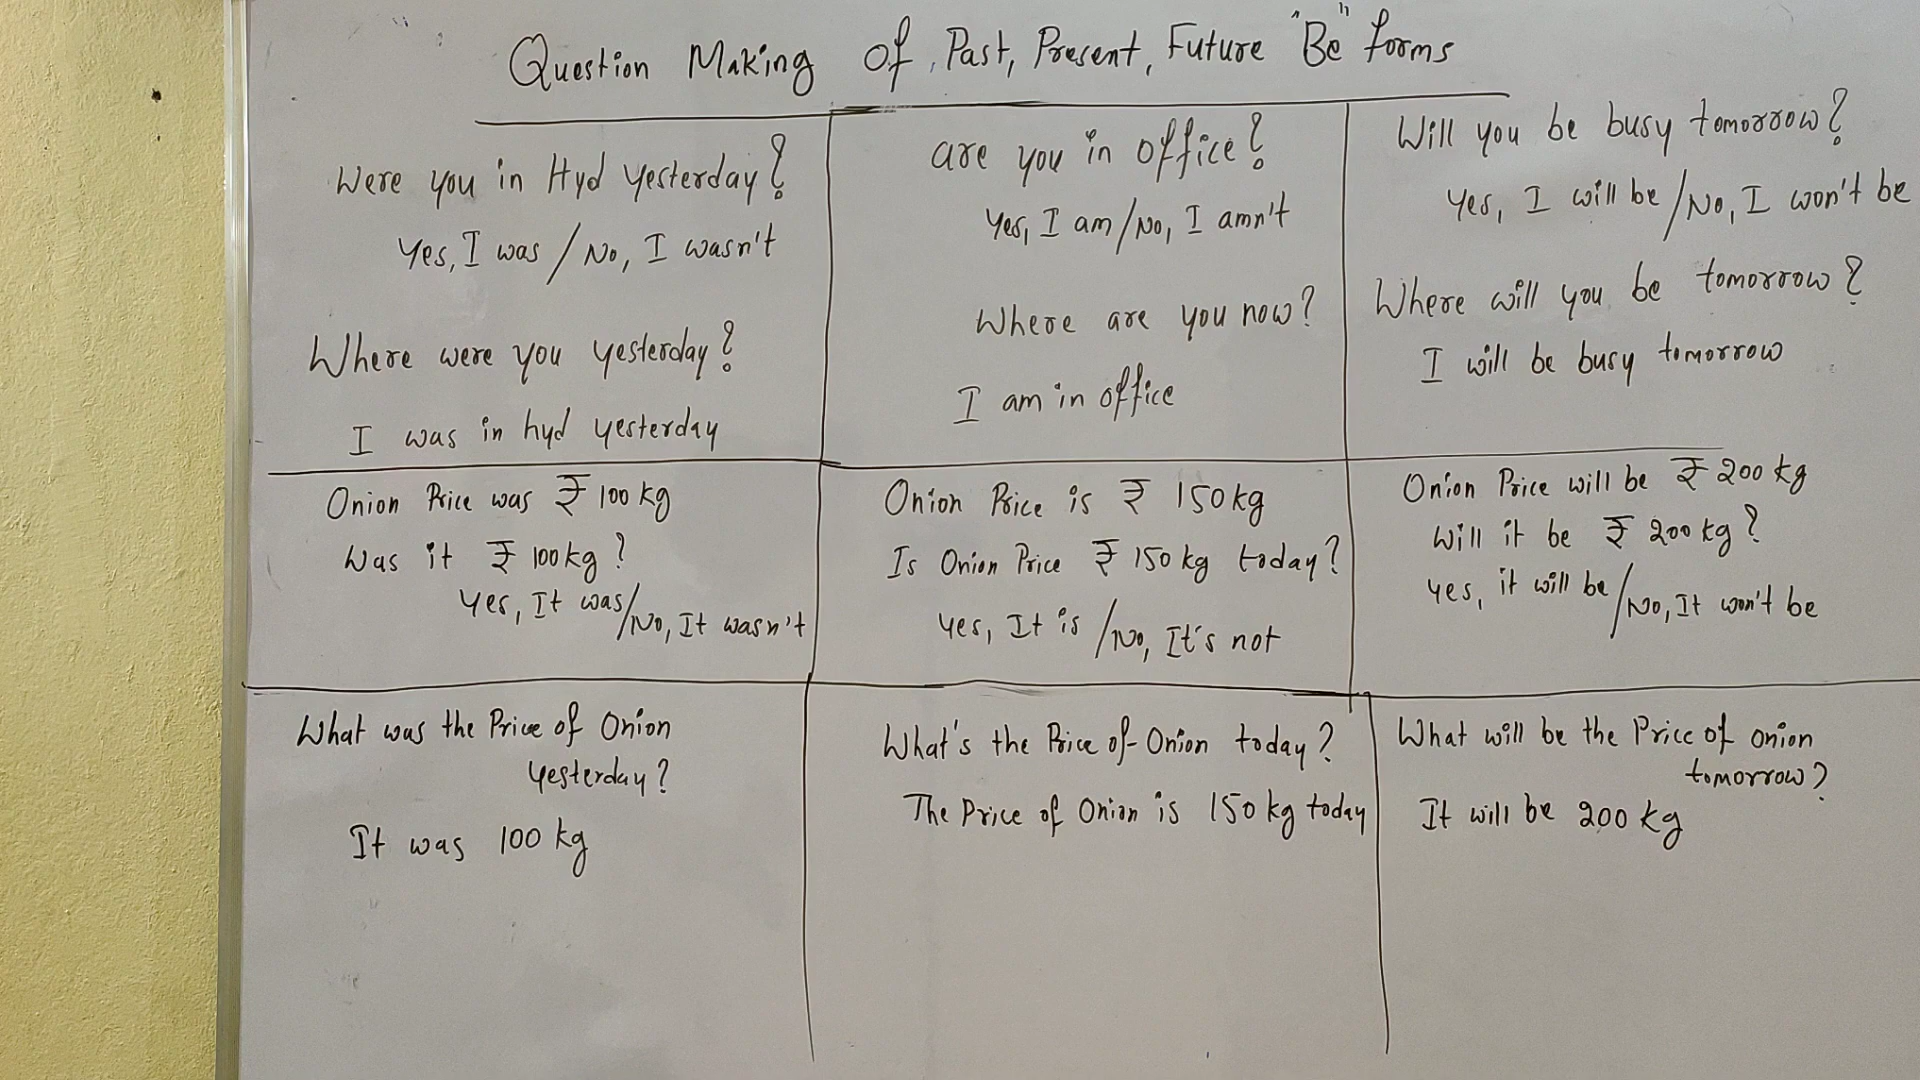 Question Making of Past, Present, Future "Be" forms
Were you in Hyd yesterday?
Yes, I was / No, I wasn't
Where were you yesterday?
I was in hyd yesterday
are you in office?
Yes, I am / No, I amn't
Where are you now?
I am in office
Will you be busy tomorrow?
Yes, I will be / No, I won't be
Where will you be tomorrow?
I will be busy tomorrow
Onion Price was ₹ 100 kg
Was it ₹ 100 kg?
Yes, It was / No, It wasn't
Onion Price is ₹ 150 kg
Is Onion Price ₹ 150 kg today?
Yes, It is / No, It's not
Onion Price will be ₹ 200 kg
Will it be ₹ 200 kg?
Yes, it will be / No, It won't be
What was the Price of Onion
yesterday?
It was 100 kg
What's the Price of Onion today?
The Price of Onion is 150 kg today
What will be the Price of onion
tomorrow?
It will be 200 kg